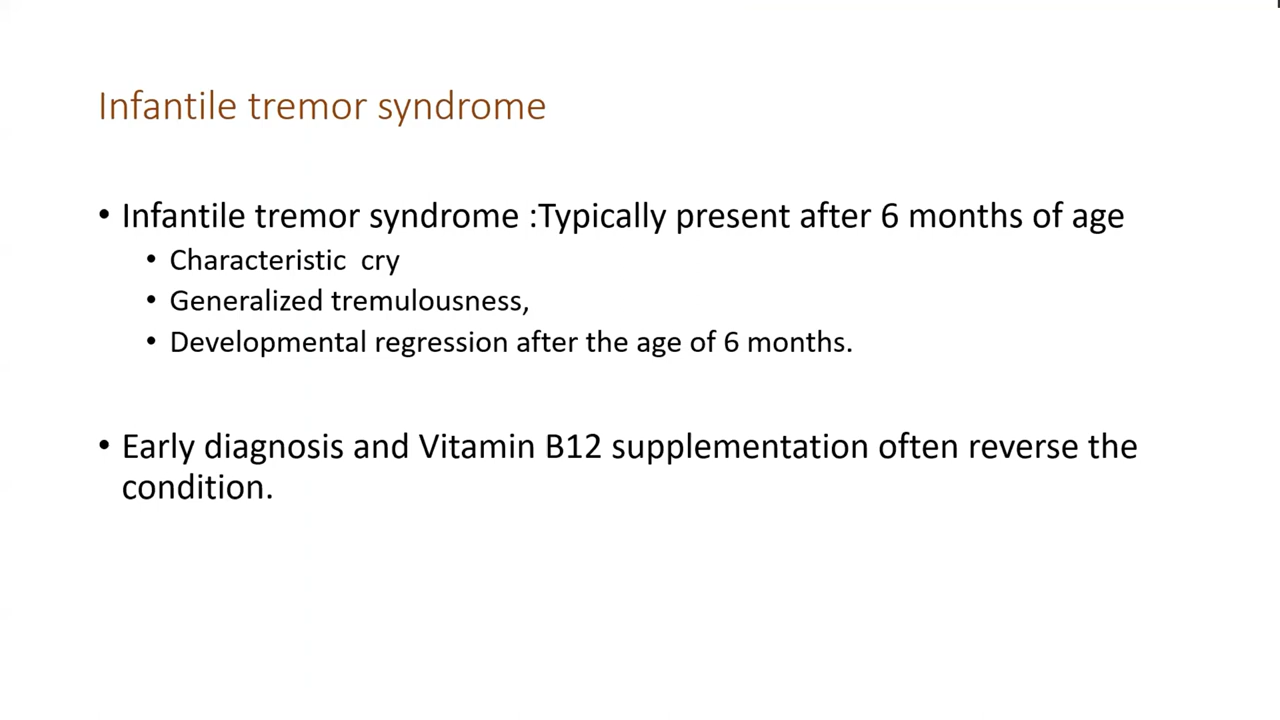 Infantile tremor syndrome
• Infantile tremor syndrome :Typically present after 6 months of age
• Characteristic  cry
• Generalized tremulousness,
• Developmental regression after the age of 6 months.
• Early diagnosis and Vitamin B12 supplementation often reverse the
condition.